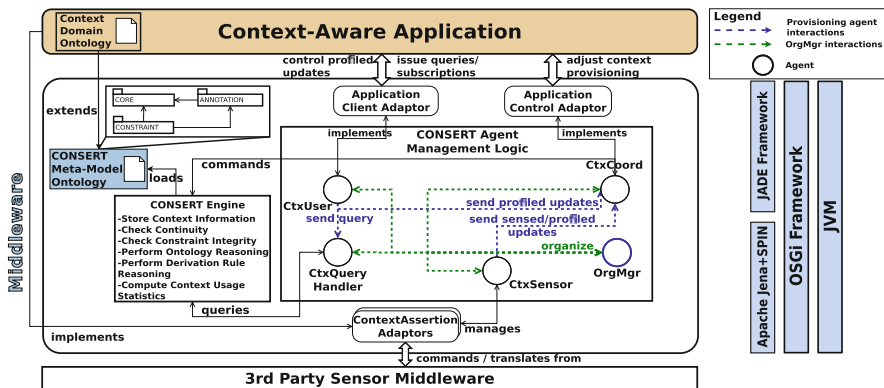 Context
Domain
Ontology
Context-Aware Application
Legend
Provisioning agent
interactions
OrgMgr interactions
Agent
control profiled
updates
issue queries/
subscriptions
adjust context
provisioning
Application
Client Adaptor
Application
Control Adaptor
CORE
ANNOTATION
CONSTRAINT
extends
implements
CONSERT Agent
Management Logic
implements
CONSERT
Meta-Model
Ontology
loads
commands
CtxCoord
CONSERT Engine
-Store Context Information
-Check Continuity
-Check Constraint Integrity
-Perform Ontology Reasoning
-Perform Derivation Rule
Reasoning
-Compute Context Usage
Statistics
CtxUser
send query
send profiled updates
send sensed/profiled
updates
organize
CtxQuery
Handler
CtxSensor
OrgMgr
queries
implements
ContextAssertion
Adaptors
manages
commands / translates from
3rd Party Sensor Middleware
Middleware
JADE Framework
Apache Jena+SPIN
OSGi Framework
JVM